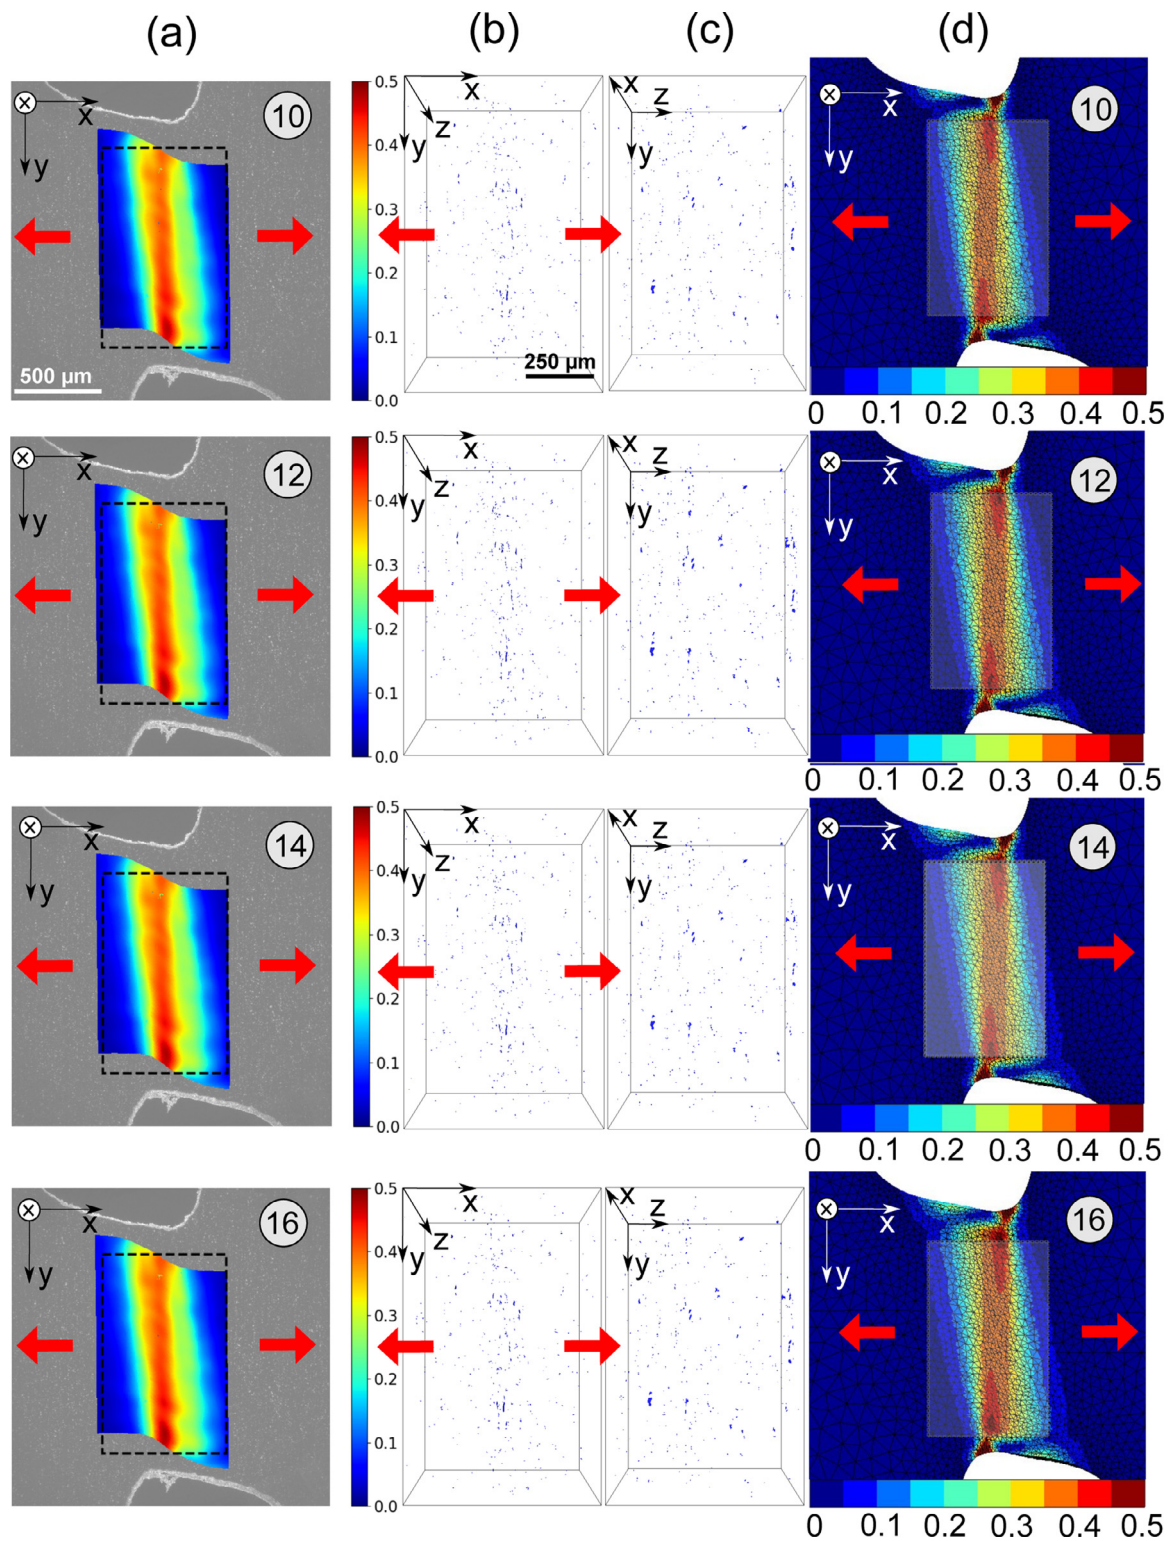 (a) (b) (c) (d)
x y 10 0.5 0.4 0.3 0.2 0.1 0.0 500 µm
x z y 250 µm
x z y
x y 10
0 0.1 0.2 0.3 0.4 0.5
x y 12 0.5 0.4 0.3 0.2 0.1 0.0
x z y
x z y
x y 12
0 0.1 0.2 0.3 0.4 0.5
x y 14 0.5 0.4 0.3 0.2 0.1 0.0
x z y
x z y
x y 14
0 0.1 0.2 0.3 0.4 0.5
x y 16 0.5 0.4 0.3 0.2 0.1 0.0
x z y
x z y
x y 16
0 0.1 0.2 0.3 0.4 0.5